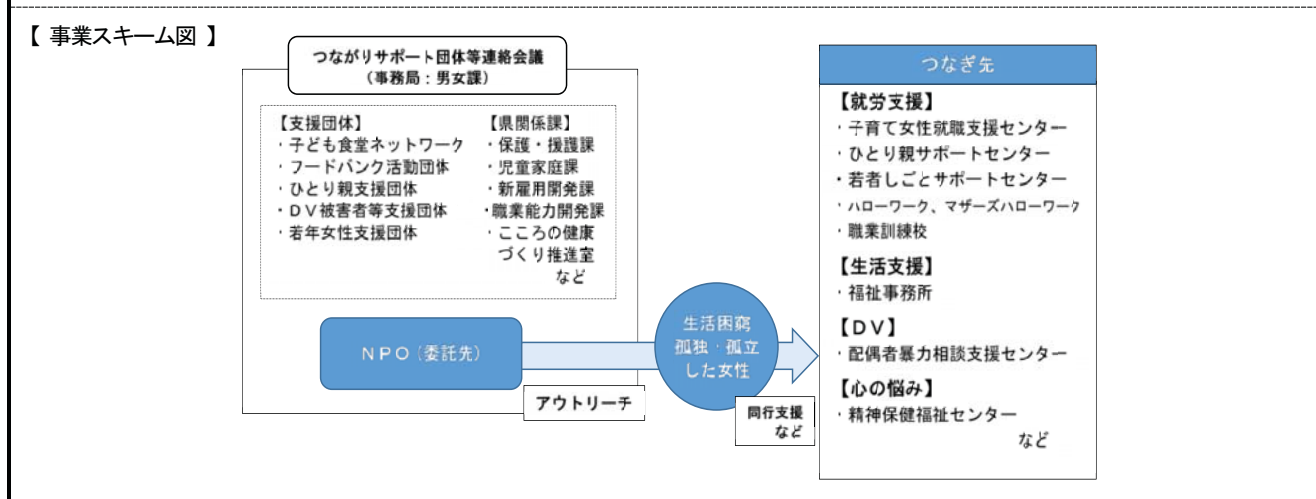 【 事業スキーム図 】
つながりサポート団体等連絡会議
（事務局：男女課）
【支援団体】
・子ども食堂ネットワーク
・フードバンク活動団体
・ひとり親支援団体
・ＤＶ被害者等支援団体
・若年女性支援団体
【県関係課】
・保護・援護課
・児童家庭課
・新雇用開発課
・職業能力開発課
・こころの健康
づくり推進室
など
ＮＰＯ（委託先）
アウトリーチ
生活困窮
孤独・孤立
した女性
同行支援
など
つなぎ先
【就労支援】
・子育て女性就職支援センター
・ひとり親サポートセンター
・若者しごとサポートセンター
・ハローワーク、マザーズハローワーク
・職業訓練校
【生活支援】
・福祉事務所
【ＤＶ】
・配偶者暴力相談支援センター
【心の悩み】
・精神保健福祉センター
など